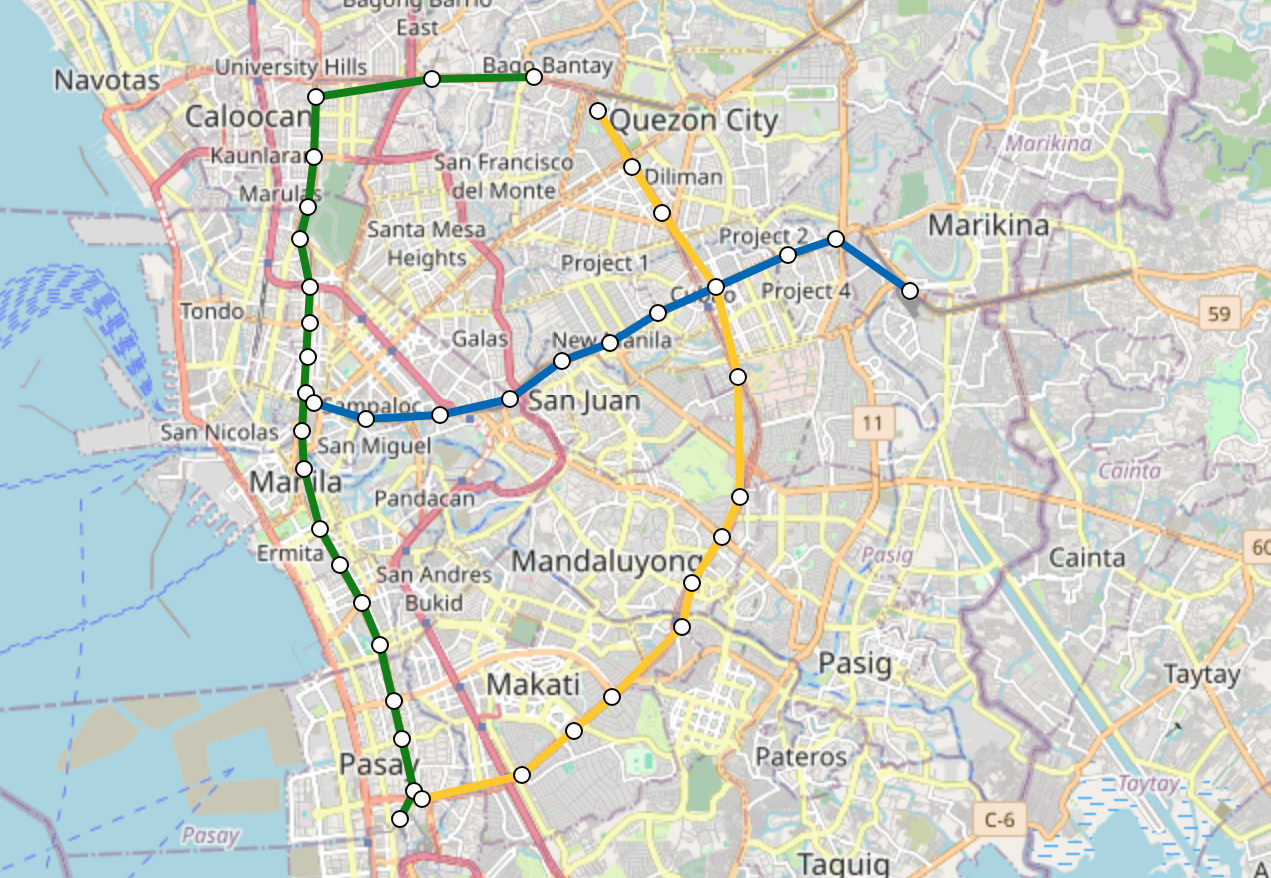 Bagong Barrio
East
University Hills
Bago Bantay
Navotas
Caloocan
Quezon City
Kaunlaran
San Francisco
del Monte
Marikina
Diliman
Marulas
Santa Mesa
Heights
Project 2
Marikina
Project 1
Cubao
Project 4
Tondo
59
Galas
New Manila
Sampaloc
San Juan
11
San Nicolas
San Miguel
Cainta
Manila
Pandacan
Ermita
Mandaluyong
Pasig
Cainta
60
San Andres
Bukid
Makati
Pasig
Taytay
Pasay
Pateros
Taytay
Pasay
C-6
Taguig
A